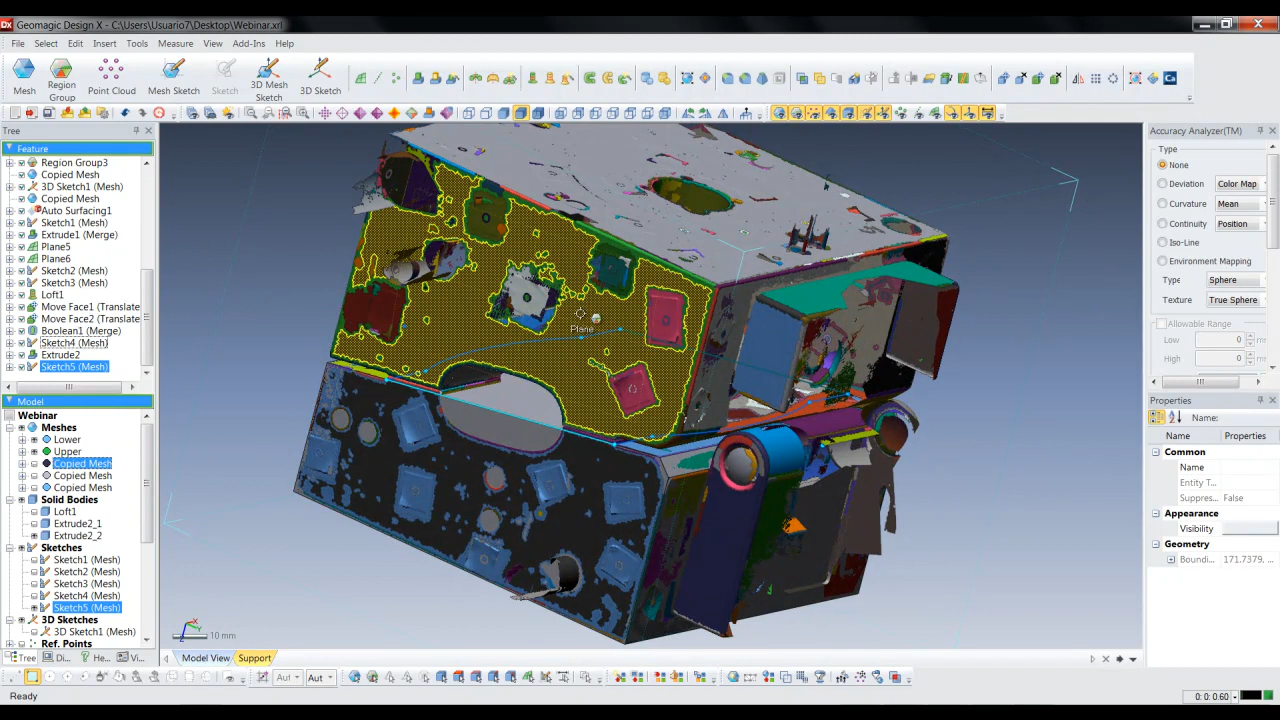 Geomagic Design X - C:\Users\Usuario7\Desktop\Webinar.xrl
File Select Edit Insert Tools Measure View Add-Ins Help
Mesh Region Group Point Cloud Mesh Sketch Sketch 3D Mesh Sketch 3D Sketch
Tree
Feature
Region Group3
Copied Mesh
3D Sketch1 (Mesh)
Copied Mesh
Auto Surfacing1
Sketch1 (Mesh)
Extrude1 (Merge)
Plane5
Plane6
Sketch2 (Mesh)
Sketch3 (Mesh)
Loft1
Move Face1 (Translate
Move Face2 (Translate
Boolean1 (Merge)
Sketch4 (Mesh)
Extrude2
Sketch5 (Mesh)
Model
Webinar
Meshes
Lower
Upper
Copied Mesh
Copied Mesh
Copied Mesh
Solid Bodies
Loft1
Extrude2_1
Extrude2_2
Sketches
Sketch1 (Mesh)
Sketch2 (Mesh)
Sketch3 (Mesh)
Sketch4 (Mesh)
Sketch5 (Mesh)
3D Sketches
3D Sketch1 (Mesh)
Ref. Points
Tree Di... He... Vi...
Plane
10 mm
Model View Support
Accuracy Analyzer(TM)
Type
None
Deviation Color Map
Curvature Mean
Continuity Position
Iso-Line
Environment Mapping
Type Sphere
Texture True Sphere
Allowable Range
Low 0
High 0
Properties
Name:
Name Property
Common
Name
Entity T...
Suppres... False
Appearance
Visibility
Geometry
Boundi... 171.7379, ...
Aut Aut
Ready
0: 0: 0.60